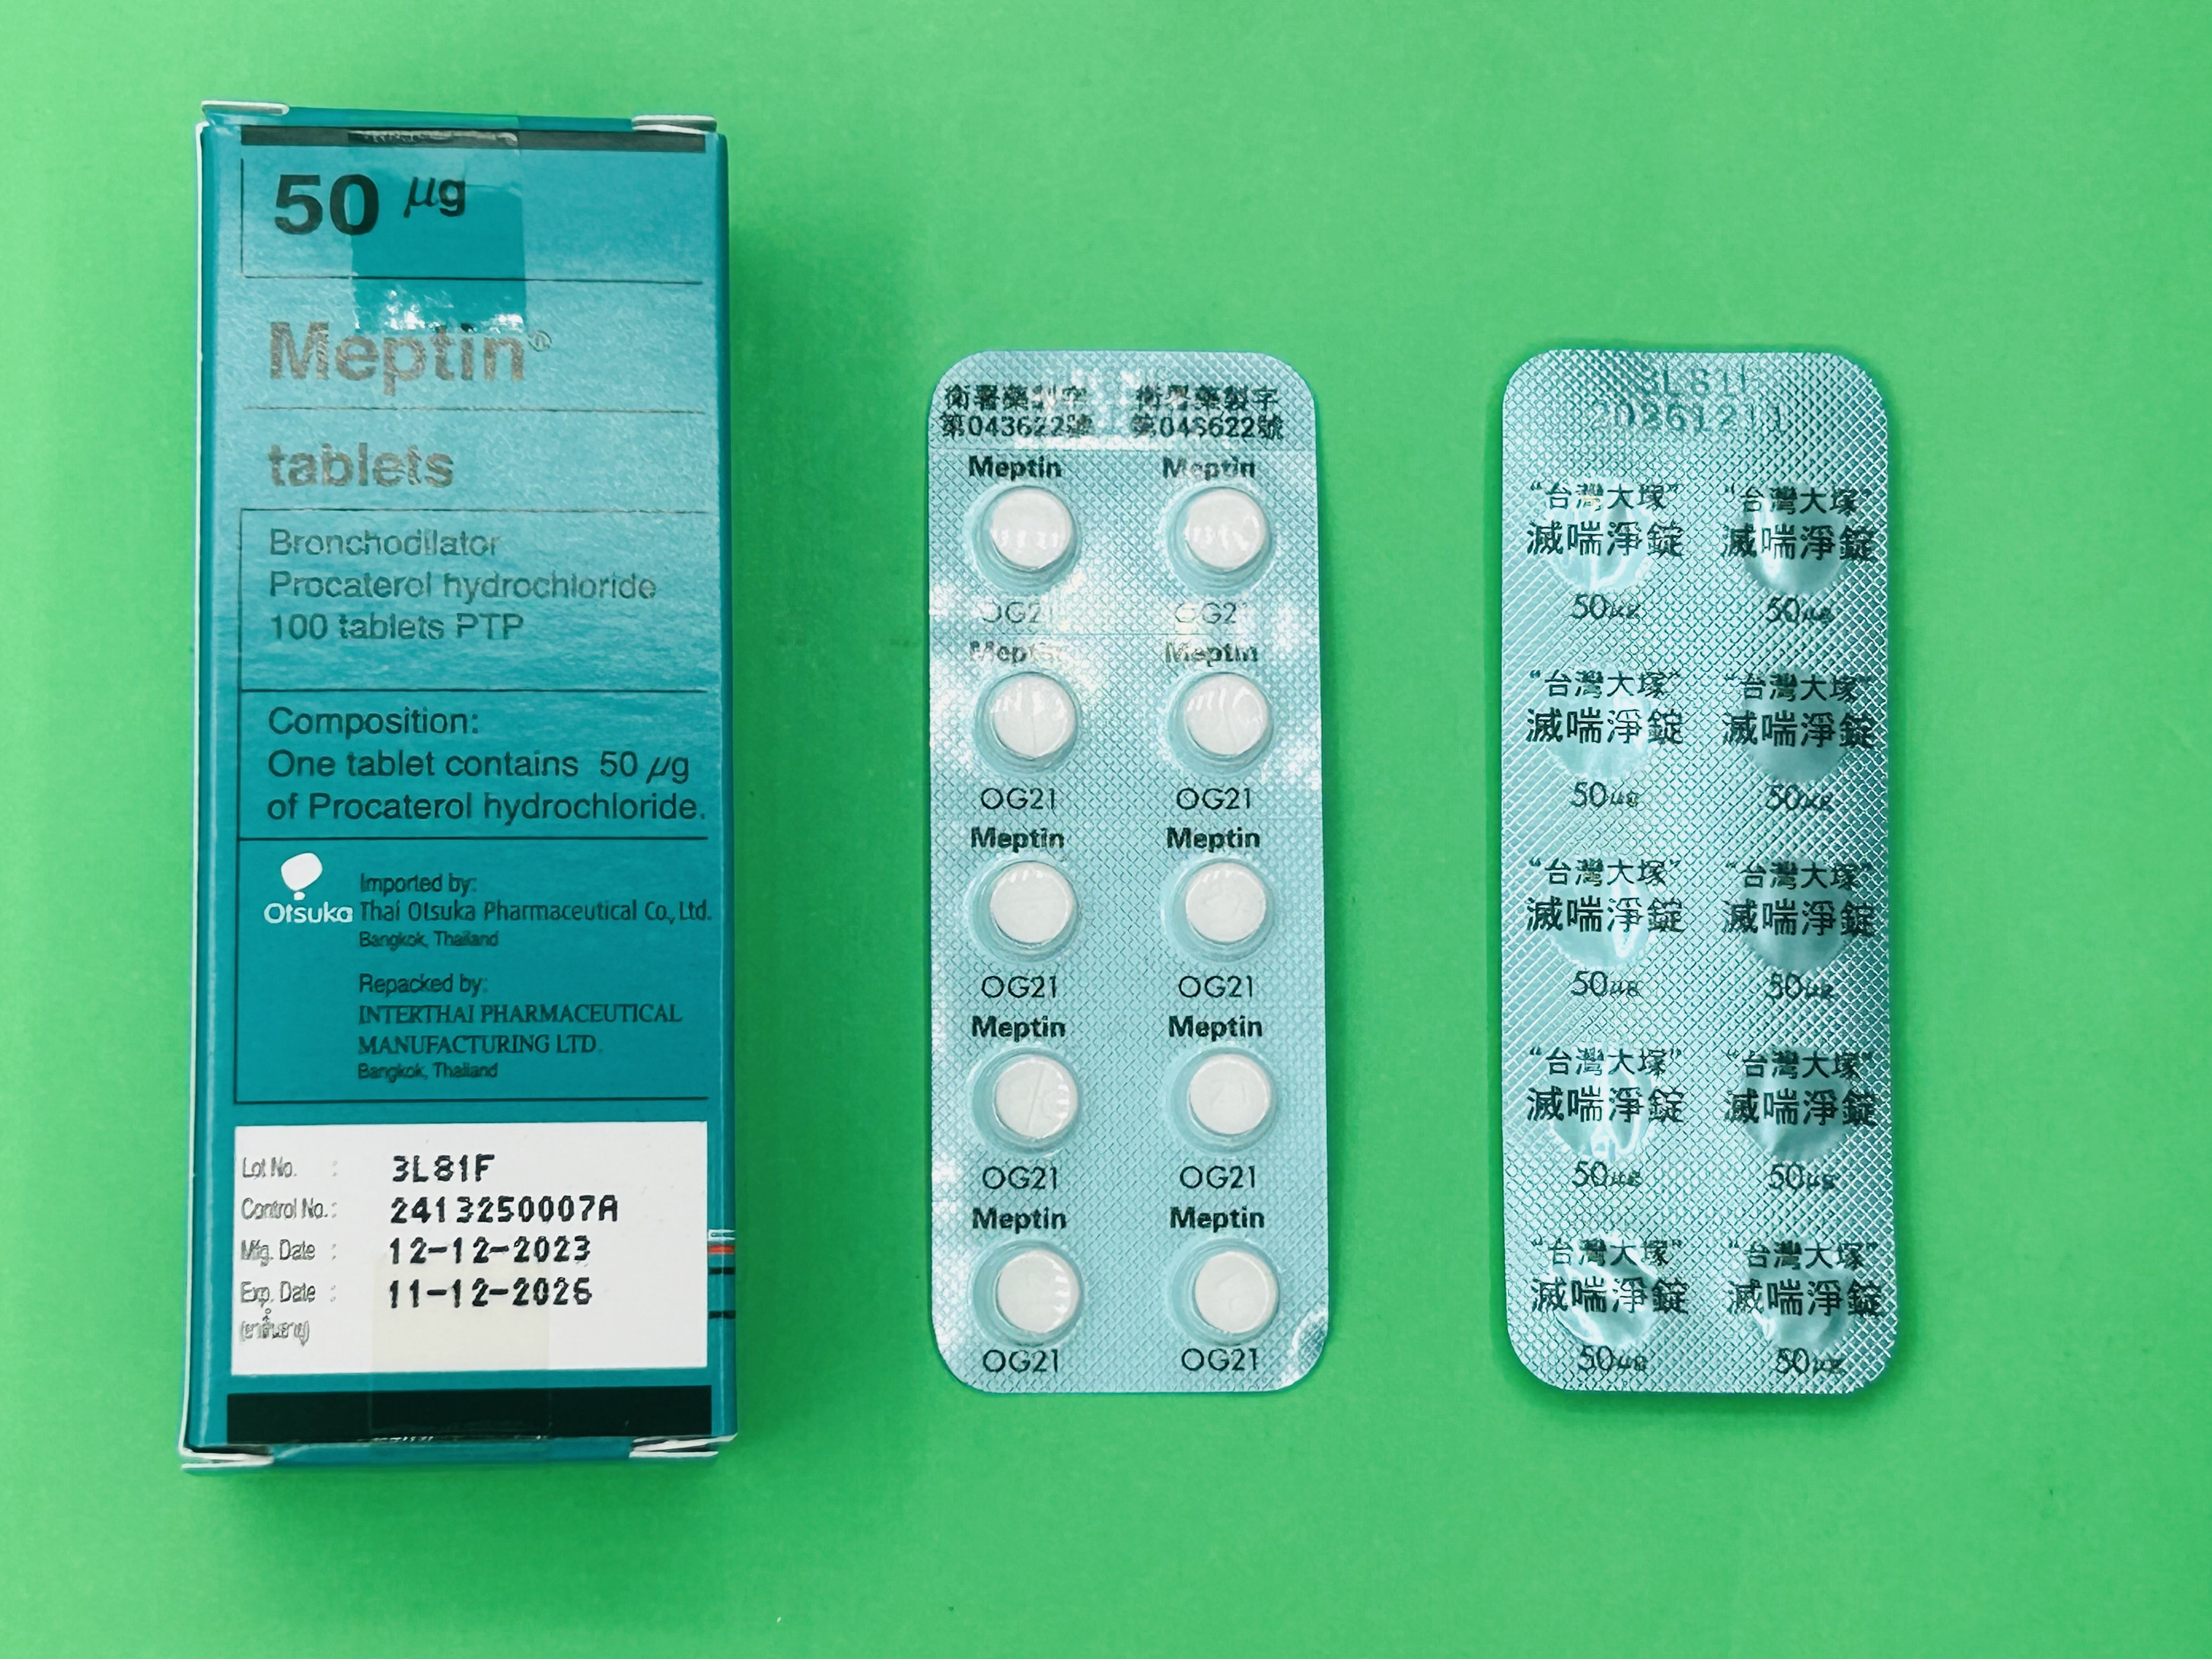 50 µg
Meptin®
tablets
Bronchodilator
Procaterol hydrochloride
100 tablets PTP
Composition:
One tablet contains 50 µg
of Procaterol hydrochloride.
Otsuka
Imported by:
Thai Otsuka Pharmaceutical Co., Ltd.
Bangkok, Thailand
Repacked by:
INTERTHAI PHARMACEUTICAL
MANUFACTURING LTD.
Bangkok, Thailand
Lot No. : 3L81F
Control No. : 2413250007A
Mfg. Date : 12-12-2023
Exp. Date : 11-12-2026
(ยาสิ้นอายุ)
衛署藥製字 衛署藥製字
第043622號 第043622號
Meptin Meptin
OG21 OG21
Meptin Meptin
OG21 OG21
Meptin Meptin
OG21 OG21
Meptin Meptin
OG21 OG21
Meptin Meptin
OG21 OG21
3L81F
20261211
“台灣大塚” “台灣大塚”
滅喘淨錠 滅喘淨錠
50µg 50µg
“台灣大塚” “台灣大塚”
滅喘淨錠 滅喘淨錠
50µg 50µg
“台灣大塚” “台灣大塚”
滅喘淨錠 滅喘淨錠
50µg 50µg
“台灣大塚” “台灣大塚”
滅喘淨錠 滅喘淨錠
50µg 50µg
“台灣大塚” “台灣大塚”
滅喘淨錠 滅喘淨錠
50µg 50µg